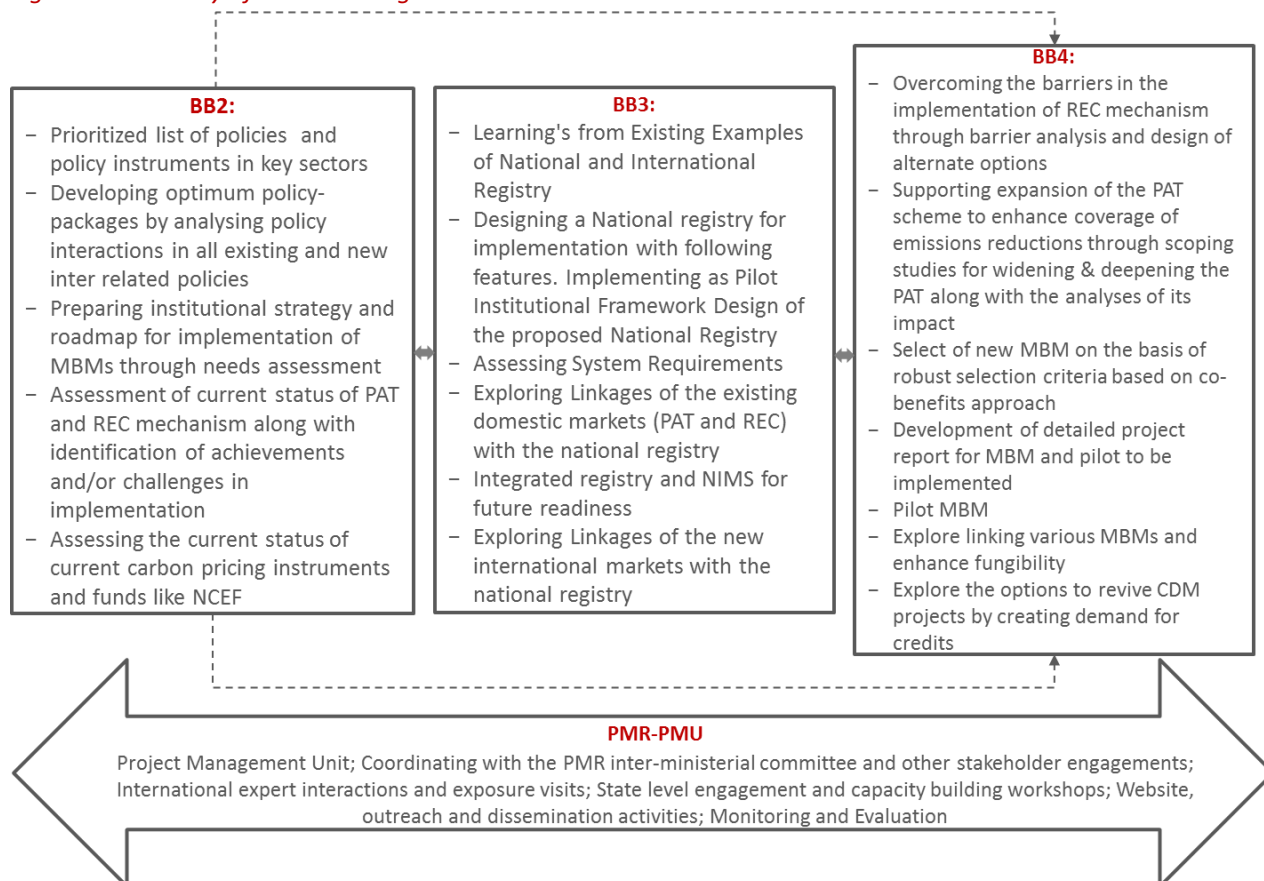 BB2:
– Prioritized list of policies and
policy instruments in key sectors
– Developing optimum policy-
packages by analysing policy
interactions in all existing and new
inter related policies
– Preparing institutional strategy and
roadmap for implementation of
MBMs through needs assessment
– Assessment of current status of PAT
and REC mechanism along with
identification of achievements
and/or challenges in
implementation
– Assessing the current status of
current carbon pricing instruments
and funds like NCEF
BB3:
– Learning's from Existing Examples
of National and International
Registry
– Designing a National registry for
implementation with following
features. Implementing as Pilot
Institutional Framework Design of
the proposed National Registry
– Assessing System Requirements
– Exploring Linkages of the existing
domestic markets (PAT and REC)
with the national registry
– Integrated registry and NIMS for
future readiness
– Exploring Linkages of the new
international markets with the
national registry
BB4:
– Overcoming the barriers in the
implementation of REC mechanism
through barrier analysis and design of
alternate options
– Supporting expansion of the PAT
scheme to enhance coverage of
emissions reductions through scoping
studies for widening & deepening the
PAT along with the analyses of its
impact
– Select of new MBM on the basis of
robust selection criteria based on co-
benefits approach
– Development of detailed project
report for MBM and pilot to be
implemented
– Pilot MBM
– Explore linking various MBMs and
enhance fungibility
– Explore the options to revive CDM
projects by creating demand for
credits
PMR-PMU
Project Management Unit; Coordinating with the PMR inter-ministerial committee and other stakeholder engagements;
International expert interactions and exposure visits; State level engagement and capacity building workshops; Website,
outreach and dissemination activities; Monitoring and Evaluation